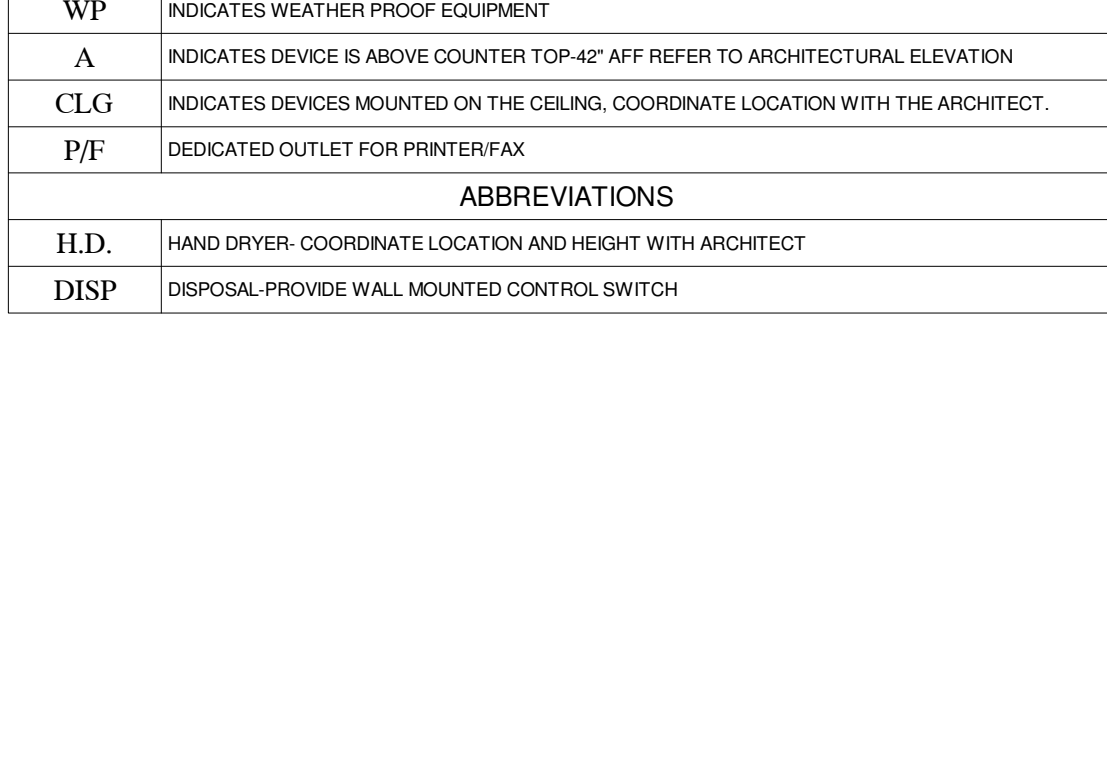 WP INDICATES WEATHER PROOF EQUIPMENT
A INDICATES DEVICE IS ABOVE COUNTER TOP-42" AFF REFER TO ARCHITECTURAL ELEVATION
CLG INDICATES DEVICES MOUNTED ON THE CEILING, COORDINATE LOCATION WITH THE ARCHITECT.
P/F DEDICATED OUTLET FOR PRINTER/FAX
ABBREVIATIONS
H.D. HAND DRYER- COORDINATE LOCATION AND HEIGHT WITH ARCHITECT
DISP DISPOSAL-PROVIDE WALL MOUNTED CONTROL SWITCH